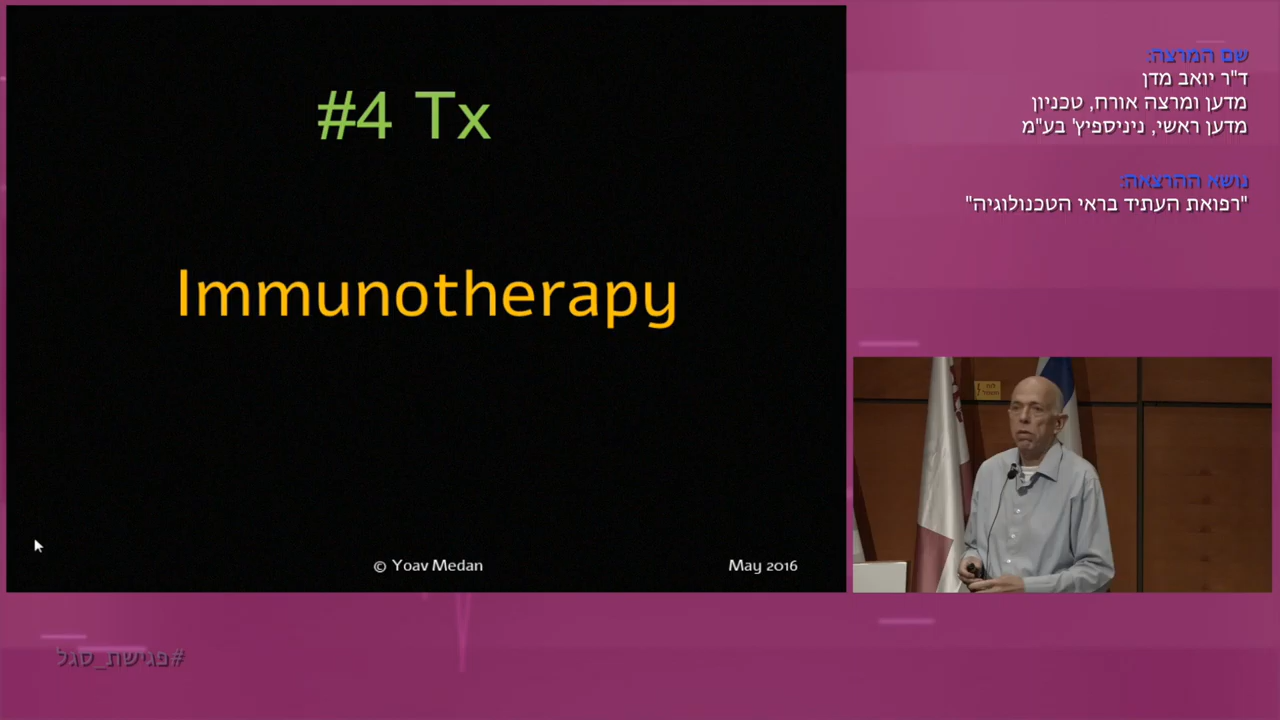 #4 Tx
Immunotherapy
© Yoav Medan
May 2016
שם המרצה:
ד"ר יואב מדן
מדען ומרצה אורח, טכניון
מדען ראשי, ניניספיץ' בע"מ
נושא ההרצאה:
"רפואת העתיד בראי הטכנולוגיה"
#פגישת_סגל